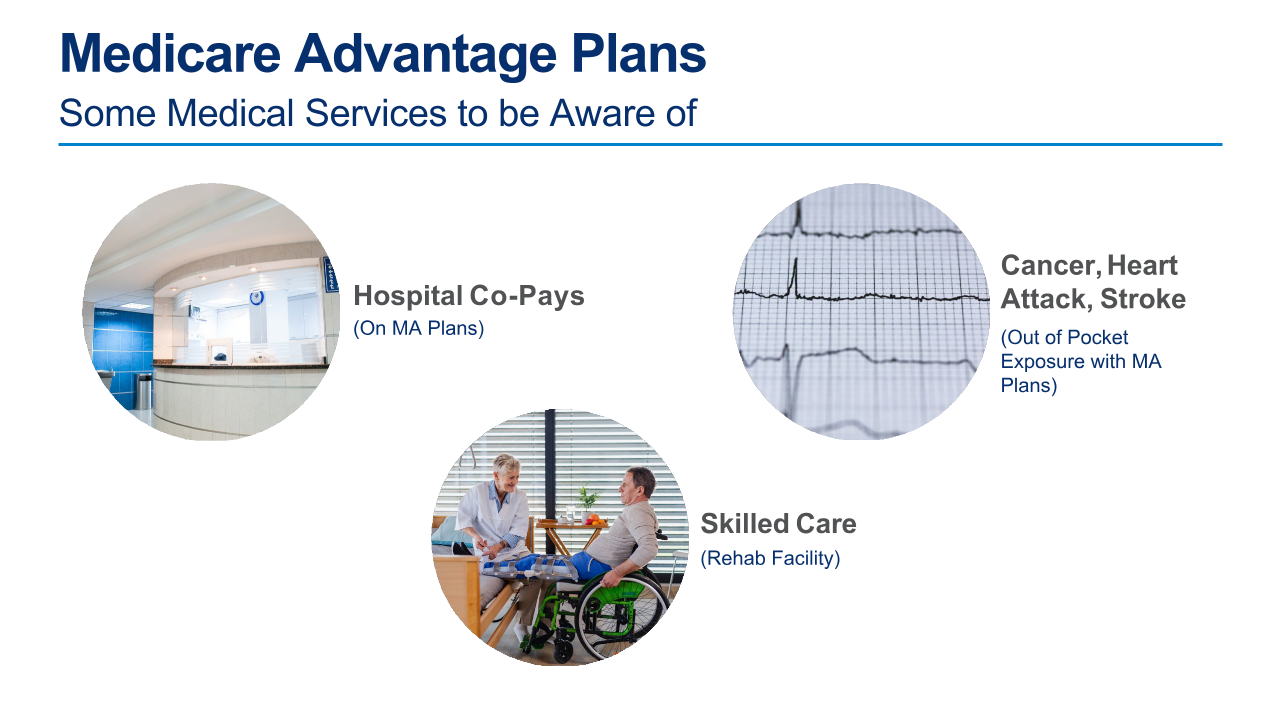 Medicare Advantage Plans
Some Medical Services to be Aware of
Hospital Co-Pays
(On MA Plans)
Cancer, Heart
Attack, Stroke
(Out of Pocket
Exposure with MA
Plans)
Skilled Care
(Rehab Facility)